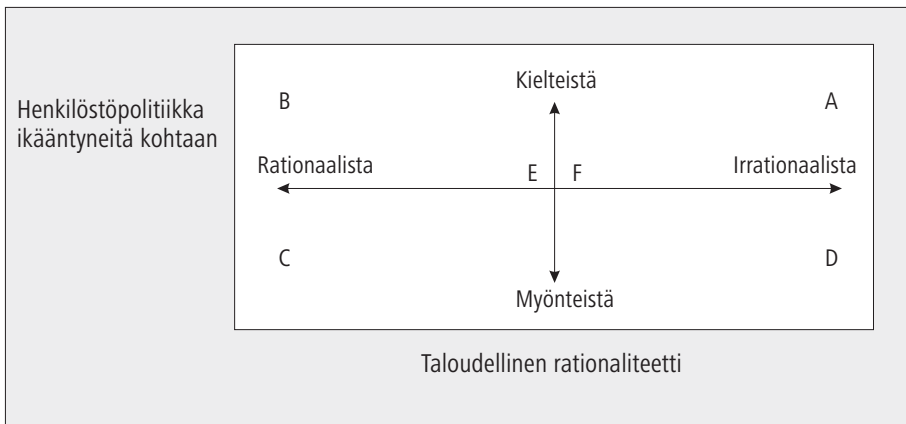 Kielteistä
B
A
Henkilöstöpolitiikka
ikääntyneitä kohtaan
Rationaalista
E
F
Irrationaalista
C
D
Myönteistä
Taloudellinen rationaliteetti